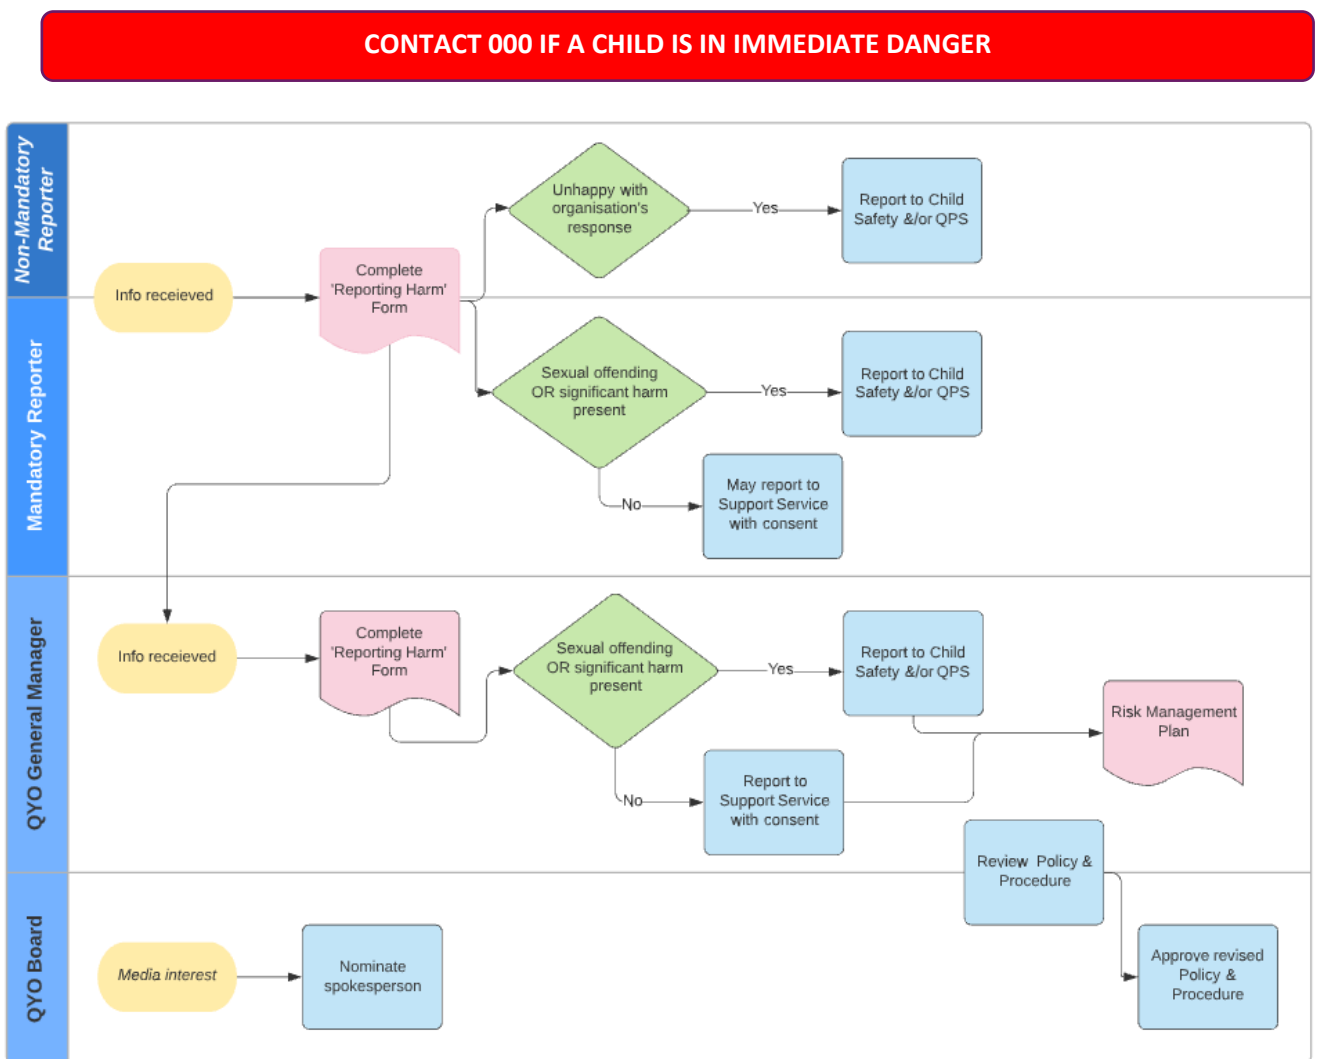 CONTACT 000 IF A CHILD IS IN IMMEDIATE DANGER
Non-Mandatory
Reporter
Info receieved
Complete
'Reporting Harm'
Form
Unhappy with
organisation's
response
Yes
Report to Child
Safety &/or QPS
Mandatory Reporter
Sexual offending
OR significant harm
present
Yes
Report to Child
Safety &/or QPS
No
May report to
Support Service
with consent
QYO General Manager
Info receieved
Complete
'Reporting Harm'
Form
Sexual offending
OR significant harm
present
Yes
Report to Child
Safety &/or QPS
No
Report to
Support Service
with consent
Risk Management
Plan
Review Policy &
Procedure
QYO Board
Media interest
Nominate
spokesperson
Approve revised
Policy &
Procedure